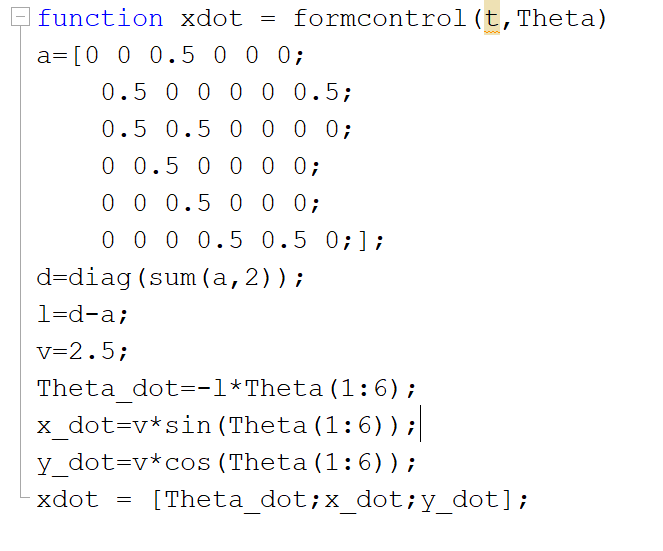 function xdot = formcontrol(t,Theta)
a=[0 0 0.5 0 0 0;
0.5 0 0 0 0 0.5;
0.5 0.5 0 0 0 0;
0 0.5 0 0 0 0;
0 0 0.5 0 0 0;
0 0 0 0.5 0.5 0;];
d=diag(sum(a,2));
l=d-a;
v=2.5;
Theta_dot=-l*Theta(1:6);
x_dot=v*sin(Theta(1:6));
y_dot=v*cos(Theta(1:6));
xdot = [Theta_dot;x_dot;y_dot];